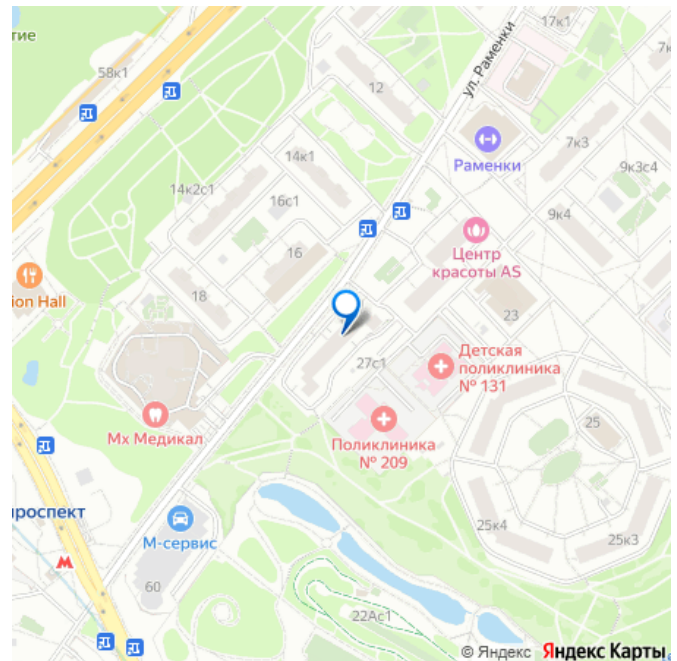 17к1
тие
58к1
ул. Раменки
7к
12
Раменки
7к3
14к1
9к3с4
14к2с1
16с1
9к4
16
Центр
красоты AS
ion Hall
18
23
27с1
Детская
поликлиника
№ 131
Мх Медикал
25
Поликлиника
№ 209
проспект
М-сервис
25к4
25к3
60
22Ас1
© Яндекс Яндекс Карты